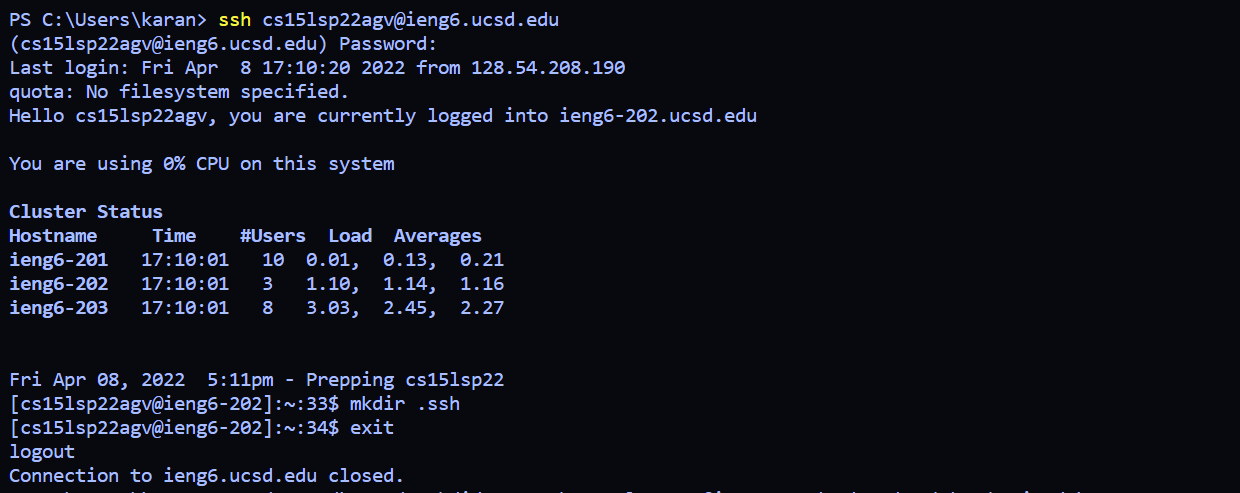 PS C:\Users\karan> ssh cs15lsp22agv@ieng6.ucsd.edu
(cs15lsp22agv@ieng6.ucsd.edu) Password:
Last login: Fri Apr  8 17:10:20 2022 from 128.54.208.190
quota: No filesystem specified.
Hello cs15lsp22agv, you are currently logged into ieng6-202.ucsd.edu
You are using 0% CPU on this system
Cluster Status
Hostname     Time    #Users  Load  Averages
ieng6-201   17:10:01   10  0.01,  0.13,  0.21
ieng6-202   17:10:01   3   1.10,  1.14,  1.16
ieng6-203   17:10:01   8   3.03,  2.45,  2.27
Fri Apr 08, 2022  5:11pm - Prepping cs15lsp22
[cs15lsp22agv@ieng6-202]:~:33$ mkdir .ssh
[cs15lsp22agv@ieng6-202]:~:34$ exit
logout
Connection to ieng6.ucsd.edu closed.